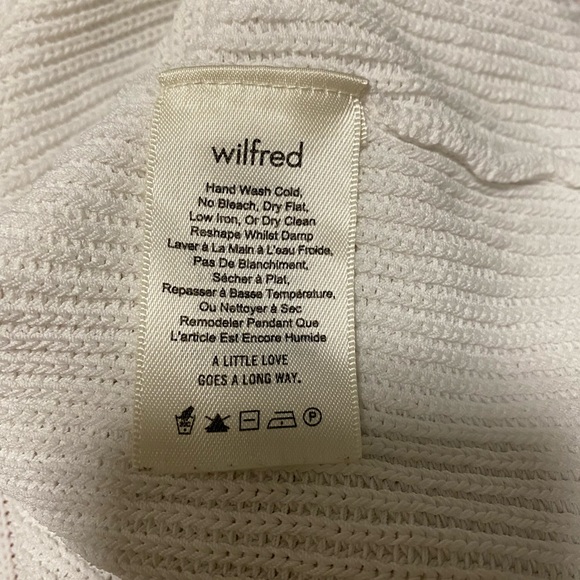 wilfred
Hand Wash Cold,
No Bleach, Dry Flat,
Low Iron, Or Dry Clean
Reshape Whilst Damp
Laver à La Main à L'eau Froide,
Pas De Blanchiment,
Sécher à Plat,
Repasser à Basse Température,
Ou Nettoyer à Sec
Remodeler Pendant Que
L'article Est Encore Humide
A LITTLE LOVE
GOES A LONG WAY.
P